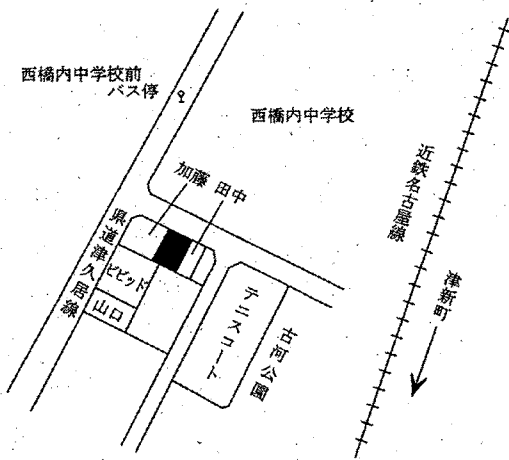 西橋内中学校前
バス停
西橋内中学校
近鉄名古屋線
加藤
田中
県道津久居線
ビビッド
山口
テニスコート
古河公園
津新町